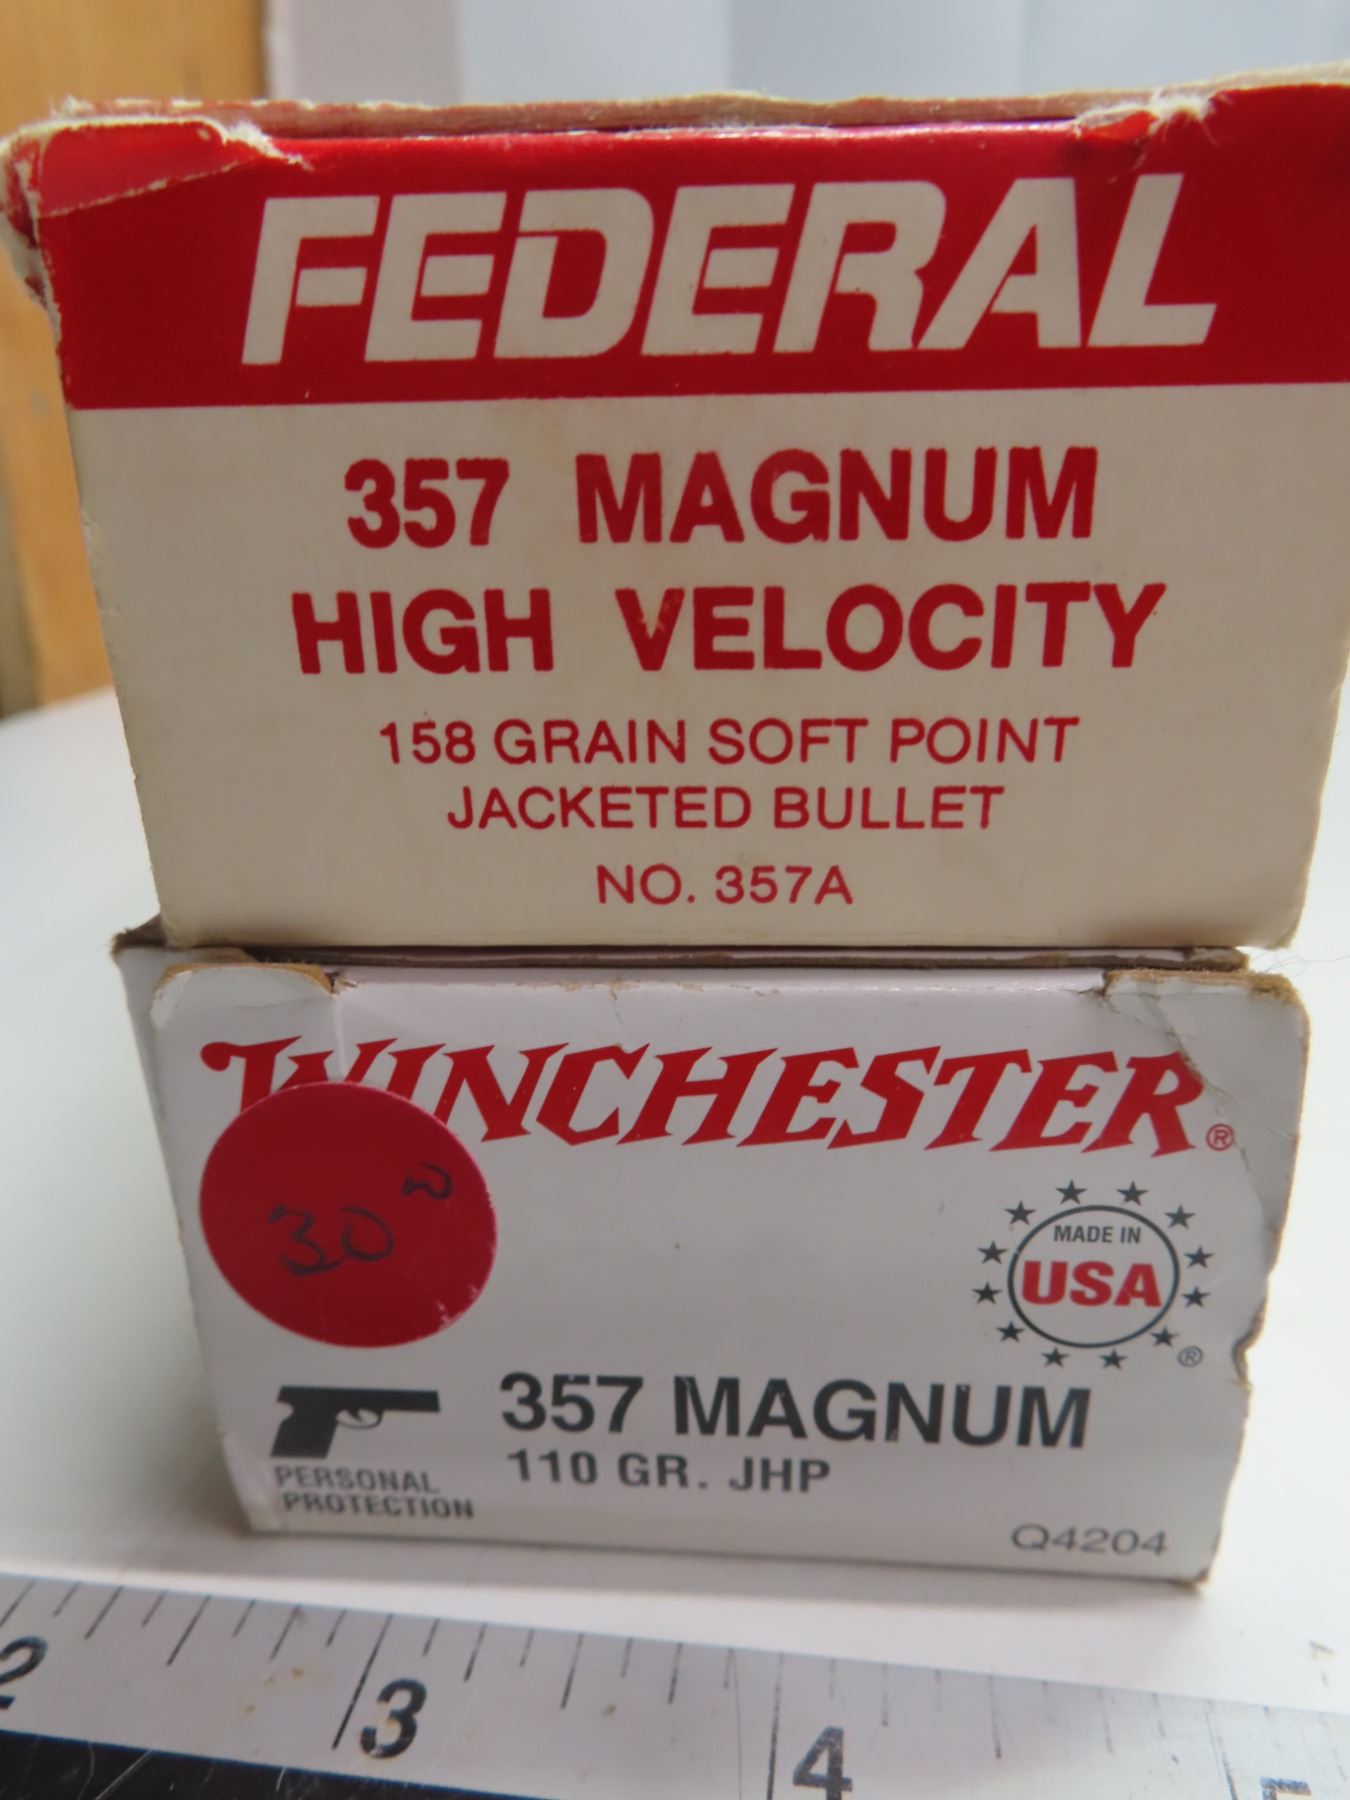 FEDERAL
357 MAGNUM
HIGH VELOCITY
158 GRAIN SOFT POINT
JACKETED BULLET
NO. 357A
WINCHESTER®
30
MADE IN
USA
®
357 MAGNUM
110 GR. JHP
PERSONAL
PROTECTION
Q4204
2 3 4 5